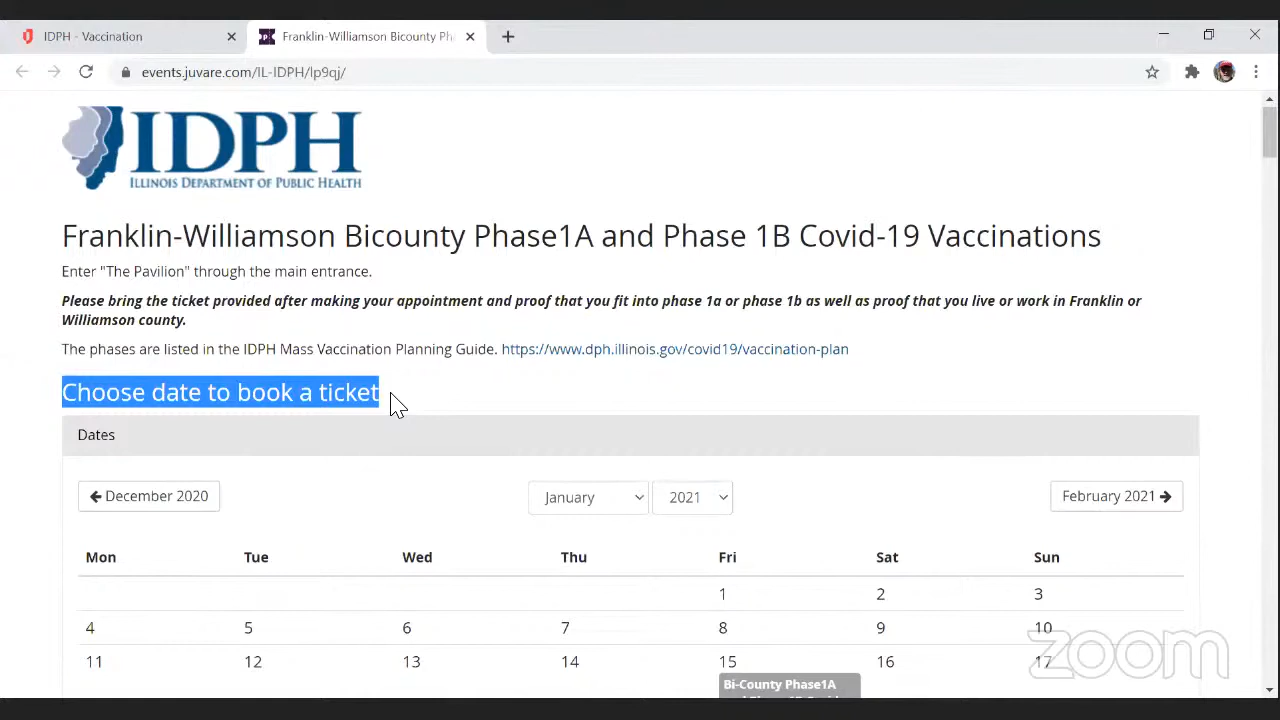 IDPH - Vaccination
Franklin-Williamson Bicounty Ph
events.juvare.com/IL-IDPH/lp9qj/
IDPH
ILLINOIS DEPARTMENT OF PUBLIC HEALTH
Franklin-Williamson Bicounty Phase1A and Phase 1B Covid-19 Vaccinations
Enter "The Pavilion" through the main entrance.
Please bring the ticket provided after making your appointment and proof that you fit into phase 1a or phase 1b as well as proof that you live or work in Franklin or
Williamson county.
The phases are listed in the IDPH Mass Vaccination Planning Guide. https://www.dph.illinois.gov/covid19/vaccination-plan
Choose date to book a ticket
Dates
December 2020 January 2021 February 2021
Mon Tue Wed Thu Fri Sat Sun
1 2 3
4 5 6 7 8 9 10
11 12 13 14 15 16 17
zoom
Bi-County Phase1A